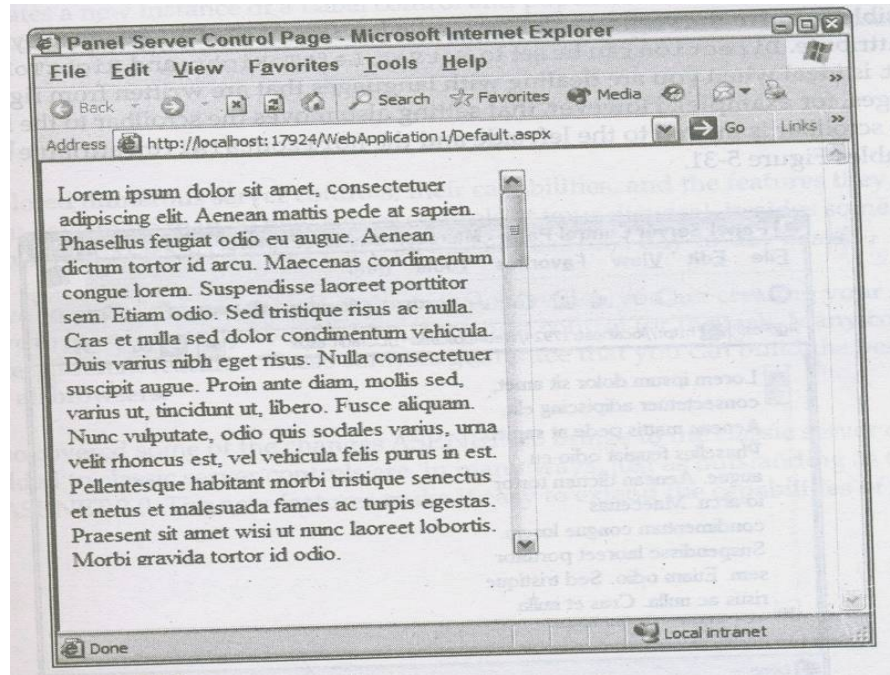 Panel Server Control Page - Microsoft Internet Explorer
File Edit View Favorites Tools Help
Back Search Favorites Media
Address http://localhost:17924/WebApplication1/Default.aspx Go Links
Lorem ipsum dolor sit amet, consectetuer
adipiscing elit. Aenean mattis pede at sapien.
Phasellus feugiat odio eu augue. Aenean
dictum tortor id arcu. Maecenas condimentum
congue lorem. Suspendisse laoreet porttitor
sem. Etiam odio. Sed tristique risus ac nulla.
Cras et nulla sed dolor condimentum vehicula.
Duis varius nibh eget risus. Nulla consectetuer
suscipit augue. Proin ante diam, mollis sed,
varius ut, tincidunt ut, libero. Fusce aliquam.
Nunc vulputate, odio quis sodales varius, urna
velit rhoncus est, vel vehicula felis purus in est.
Pellentesque habitant morbi tristique senectus
et netus et malesuada fames ac turpis egestas.
Praesent sit amet wisi ut nunc laoreet lobortis.
Morbi gravida tortor id odio.
Done Local intranet